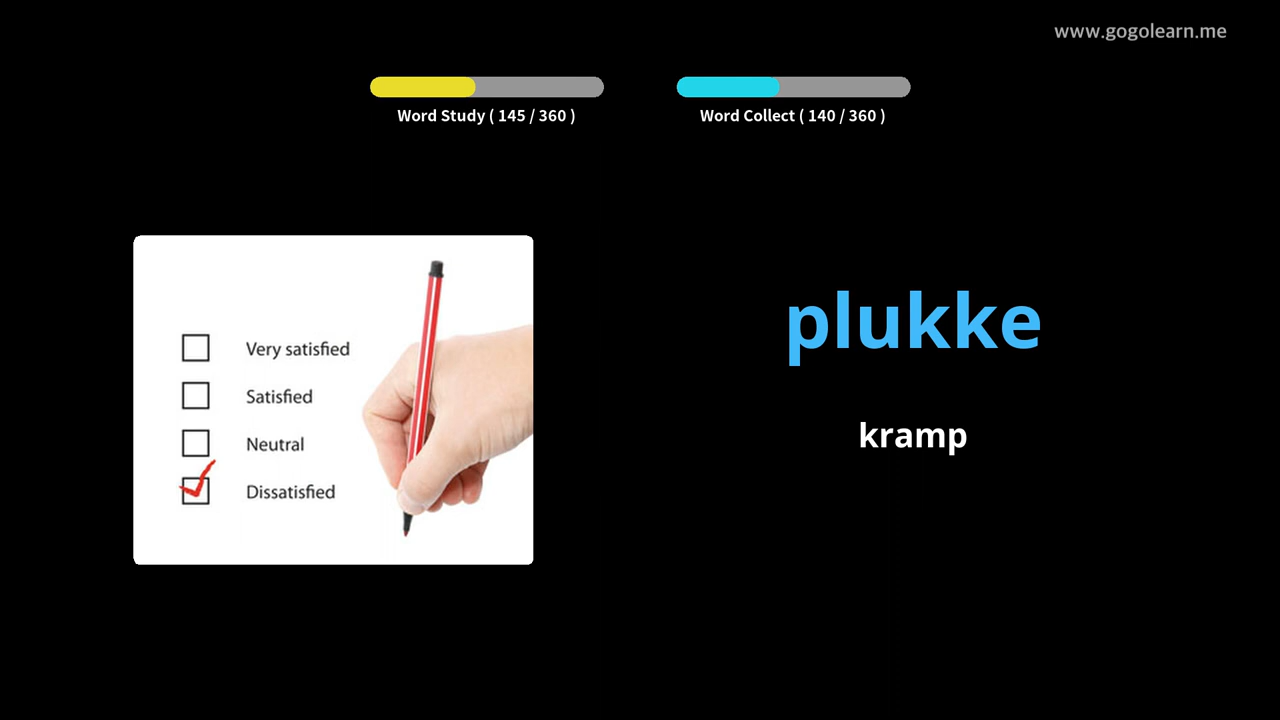 www.gogolearn.me
Word Study ( 145 / 360 )
Word Collect ( 140 / 360 )
Very satisfied
Satisfied
Neutral
Dissatisfied
plukke
kramp